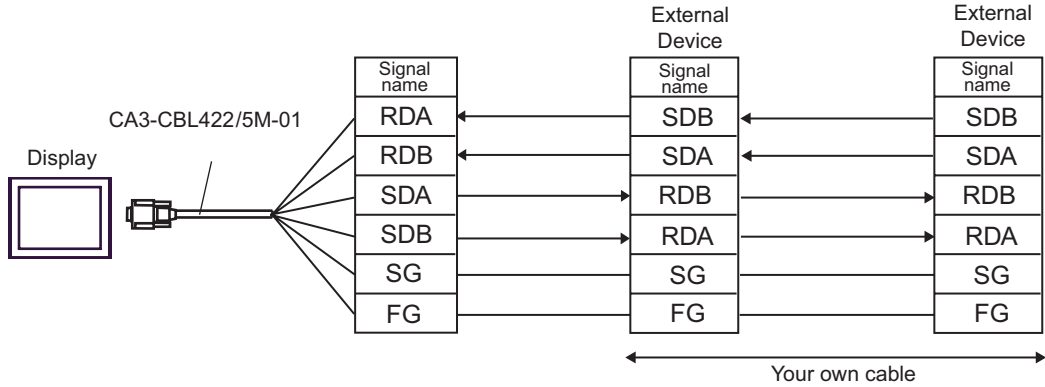 External
Device
External
Device
Signal
name
Signal
name
Signal
name
CA3-CBL422/5M-01
Display
RDA
SDB
SDB
RDB
SDA
SDA
SDA
RDB
RDB
SDB
RDA
RDA
SG
SG
SG
FG
FG
FG
Your own cable